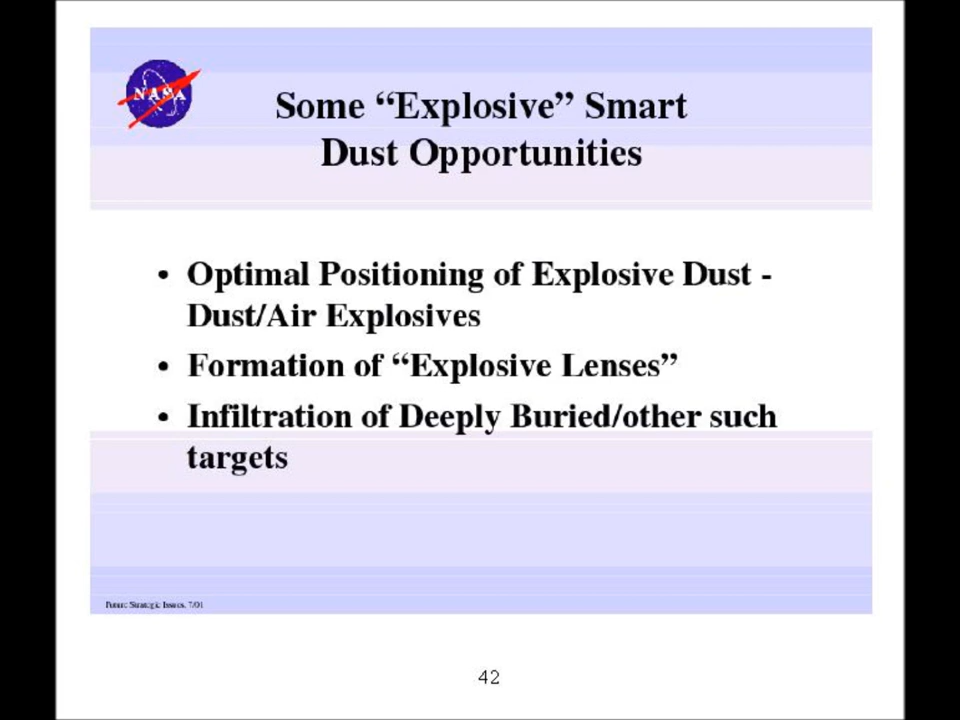 NASA
Some “Explosive” Smart
Dust Opportunities
• Optimal Positioning of Explosive Dust -
Dust/Air Explosives
• Formation of “Explosive Lenses”
• Infiltration of Deeply Buried/other such
targets
Future Strategic Issues, 7/01
42